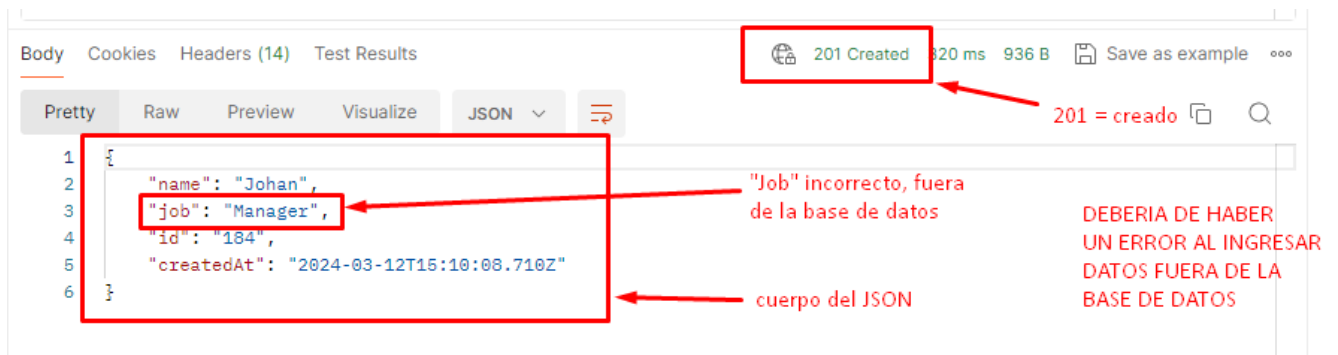 Body Cookies Headers (14) Test Results 201 Created 320 ms 936 B Save as example
Pretty Raw Preview Visualize JSON
201 = creado
1 {
2 "name": "Johan",
3 "job": "Manager",
4 "id": "184",
5 "createdAt": "2024-03-12T15:10:08.710Z"
6 }
"Job" incorrecto, fuera
de la base de datos
cuerpo del JSON
DEBERIA DE HABER
UN ERROR AL INGRESAR
DATOS FUERA DE LA
BASE DE DATOS